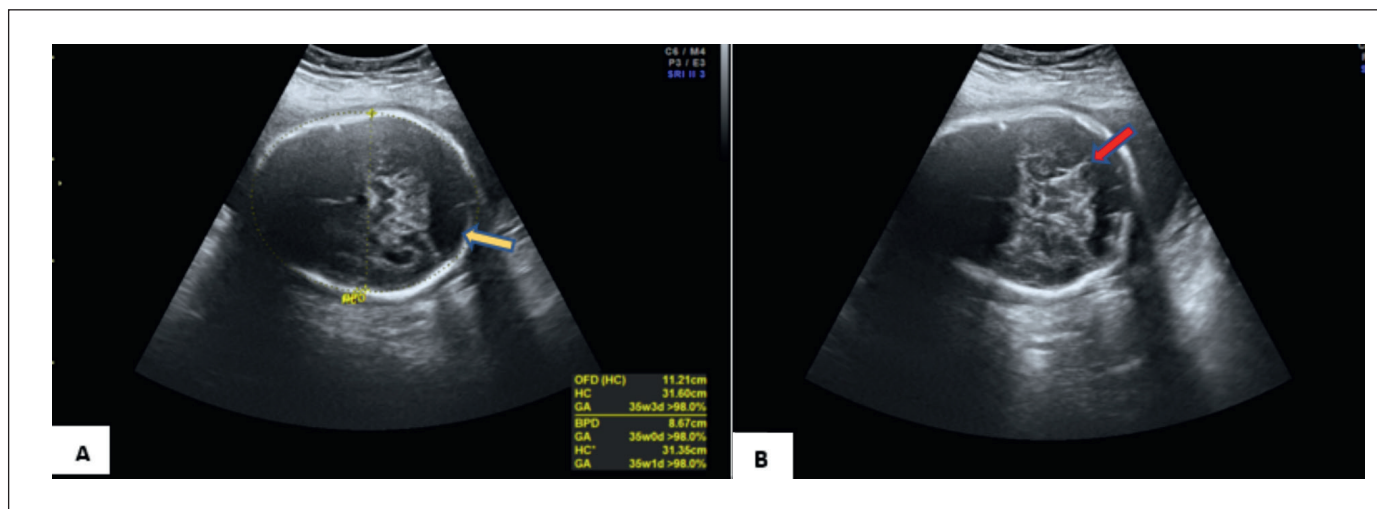 C6 / M4
P3 / E3
SRI II 3
OFD (HC) 11.21cm
HC 31.60cm
GA 35w3d >98.0%
BPD 8.67cm
GA 35w0d >98.0%
HC* 31.35cm
GA 35w1d >98.0%
A
B